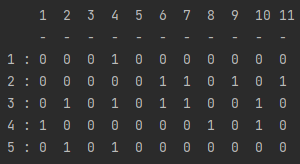 1 2 3 4 5 6 7 8 9 10 11
- - - - - - - - - - -
1 : 0 0 0 1 0 0 0 0 0 0 0
2 : 0 0 0 0 0 1 1 0 1 0 1
3 : 0 1 0 1 0 1 1 0 0 1 0
4 : 1 0 0 0 0 0 0 1 0 1 0
5 : 0 1 0 1 0 0 0 0 0 0 0